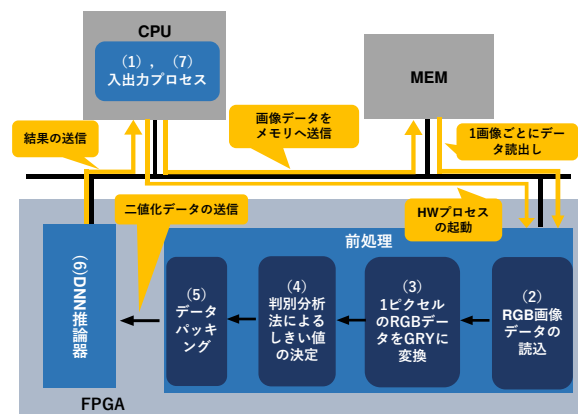 CPU
（1），（7）
入出力プロセス
MEM
結果の送信
画像データを
メモリへ送信
1画像ごとにデー
タ読出し
二値化データの送信
HWプロセス
の起動
前処理
(6)DNN推論器
（5）
データ
パッキ
ング
（4）
判別分析
法による
しきい値
の決定
（3）
1ピクセル
のRGBデー
タをGRYに
変換
（2）
RGB画像
データの
読込
FPGA